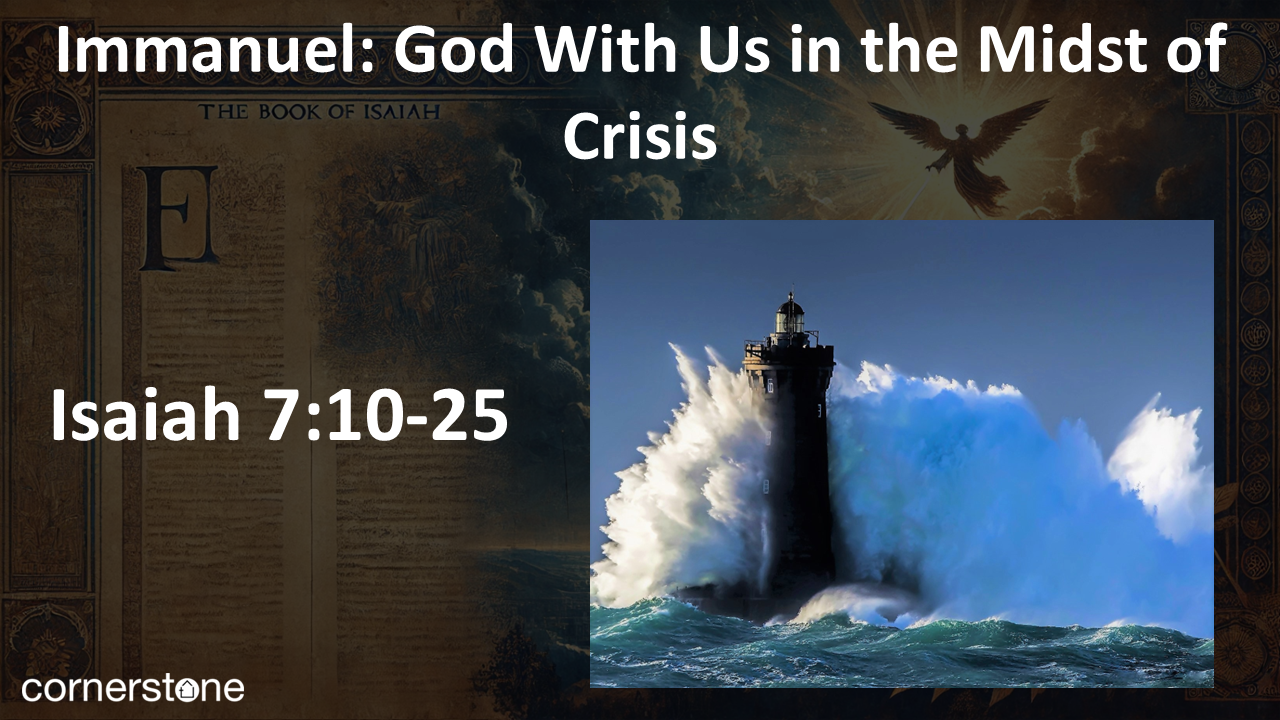 Immanuel: God With Us in the Midst of
Crisis
THE BOOK OF ISAIAH
E
Isaiah 7:10-25
cornerstone